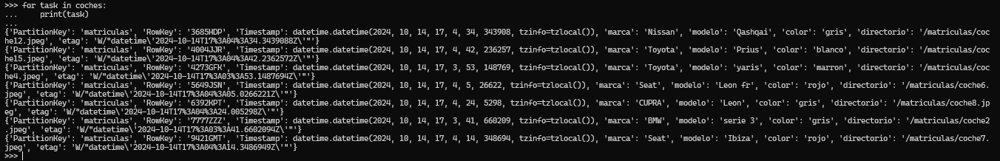 >>> for task in coches:
...     print(task)
...
{'PartitionKey': 'matriculas', 'RowKey': '3685HDP', 'Timestamp': datetime.datetime(2024, 10, 14, 17, 4, 34, 343908, tzinfo=tzlocal()), 'marca': 'Nissan', 'modelo': 'Qashqai', 'color': 'gris', 'directorio': '/matriculas/coc
he12.jpeg', 'etag': 'W/"datetime\'2024-10-14T17%3A04%3A34.3439088Z\'"'}
{'PartitionKey': 'matriculas', 'RowKey': '4004JJR', 'Timestamp': datetime.datetime(2024, 10, 14, 17, 4, 42, 236257, tzinfo=tzlocal()), 'marca': 'Toyota', 'modelo': 'Prius', 'color': 'blanco', 'directorio': '/matriculas/coc
he15.jpeg', 'etag': 'W/"datetime\'2024-10-14T17%3A04%3A42.2362572Z\'"'}
{'PartitionKey': 'matriculas', 'RowKey': '4273GFK', 'Timestamp': datetime.datetime(2024, 10, 14, 17, 3, 53, 148769, tzinfo=tzlocal()), 'marca': 'Toyota', 'modelo': 'yaris', 'color': 'marron', 'directorio': '/matriculas/coc
he4.jpeg', 'etag': 'W/"datetime\'2024-10-14T17%3A03%3A53.1487694Z\'"'}
{'PartitionKey': 'matriculas', 'RowKey': '5649JSN', 'Timestamp': datetime.datetime(2024, 10, 14, 17, 4, 5, 26622, tzinfo=tzlocal()), 'marca': 'Seat', 'modelo': 'Leon fr', 'color': 'rojo', 'directorio': '/matriculas/coche6.
jpeg', 'etag': 'W/"datetime\'2024-10-14T17%3A04%3A05.0266221Z\'"'}
{'PartitionKey': 'matriculas', 'RowKey': '6392KPT', 'Timestamp': datetime.datetime(2024, 10, 14, 17, 4, 24, 5298, tzinfo=tzlocal()), 'marca': 'CUPRA', 'modelo': 'Leon', 'color': 'gris', 'directorio': '/matriculas/coche8.jp
eg', 'etag': 'W/"datetime\'2024-10-14T17%3A04%3A24.005298Z\'"'}
{'PartitionKey': 'matriculas', 'RowKey': '7777ZZZ', 'Timestamp': datetime.datetime(2024, 10, 14, 17, 3, 41, 660209, tzinfo=tzlocal()), 'marca': 'BMW', 'modelo': 'serie 3', 'color': 'gris', 'directorio': '/matriculas/coche2
.jpeg', 'etag': 'W/"datetime\'2024-10-14T17%3A03%3A41.6602094Z\'"'}
{'PartitionKey': 'matriculas', 'RowKey': '9421GMT', 'Timestamp': datetime.datetime(2024, 10, 14, 17, 4, 14, 348694, tzinfo=tzlocal()), 'marca': 'Seat', 'modelo': 'Ibiza', 'color': 'rojo', 'directorio': '/matriculas/coche7.
jpeg', 'etag': 'W/"datetime\'2024-10-14T17%3A04%3A14.3486949Z\'"'}
>>>